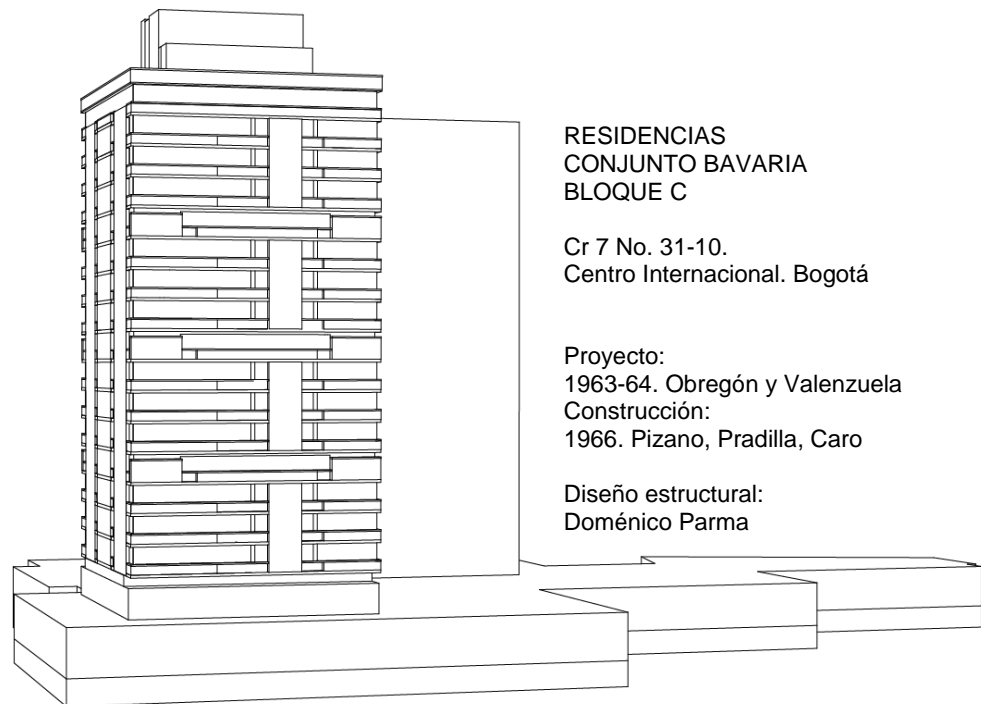 RESIDENCIAS
CONJUNTO BAVARIA
BLOQUE C
Cr 7 No. 31-10.
Centro Internacional. Bogotá
Proyecto:
1963-64. Obregón y Valenzuela
Construcción:
1966. Pizano, Pradilla, Caro
Diseño estructural:
Doménico Parma